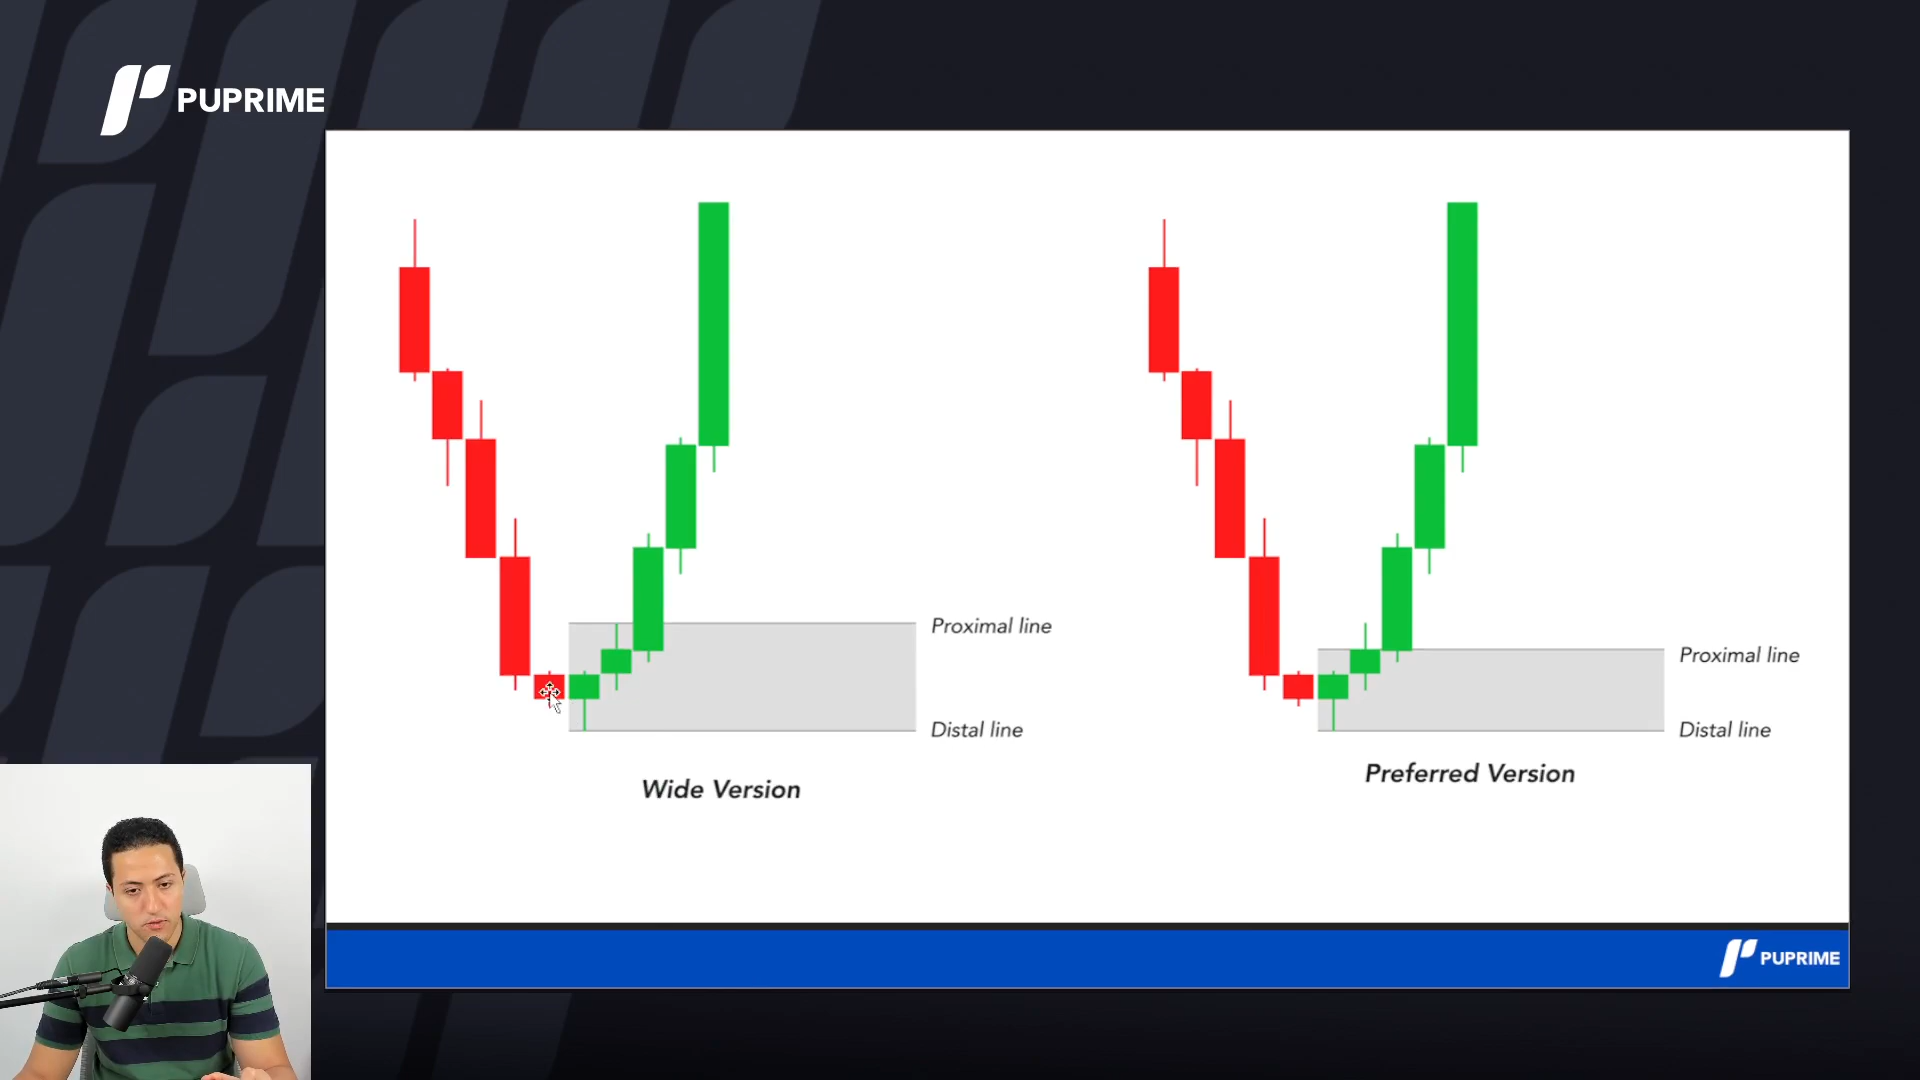 PUPRIME
Proximal line
Distal line
Wide Version
Proximal line
Distal line
Preferred Version
PUPRIME